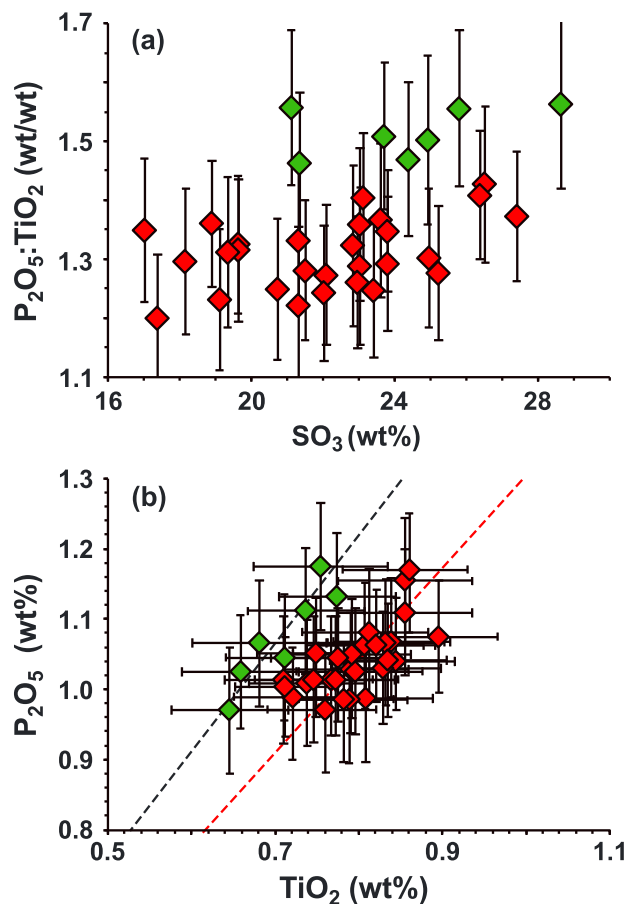 (a)
P₂O₅:TiO₂ (wt/wt)
1.7
1.5
1.3
1.1
16 20 24 28
SO₃ (wt%)
(b)
P₂O₅ (wt%)
1.3
1.2
1.1
1.0
0.9
0.8
0.5 0.7 0.9 1.1
TiO₂ (wt%)